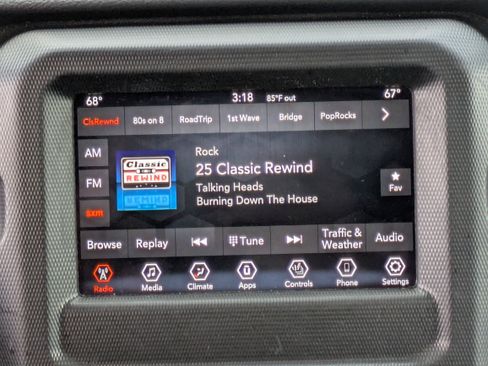 68° 3:18 85°F out 67°
ClsRewnd 80s on 8 RoadTrip 1st Wave Bridge PopRocks
AM
FM
sxm
Classic
REWIND
Rock
25 Classic Rewind
Talking Heads
Burning Down The House
Fav
Browse Replay Tune Traffic & Weather Audio
Radio Media Climate Apps Controls Phone Settings